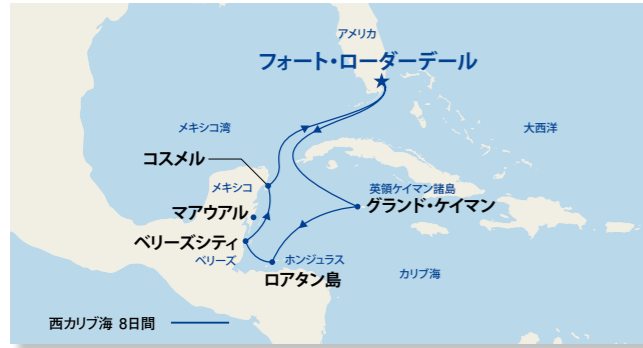 アメリカ
フォート・ローダーデール
メキシコ湾
大西洋
コスメル
メキシコ
英領ケイマン諸島
グランド・ケイマン
マアウアル
ベリーズシティ
ベリーズ
ホンジュラス
ロアタン島
カリブ海
西カリブ海 8日間